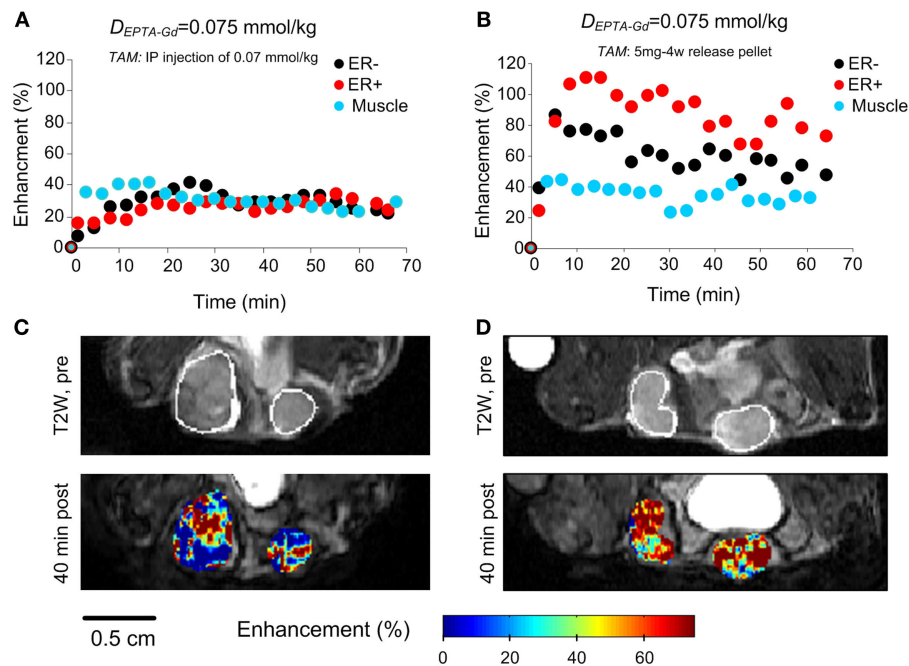 A
D_EPTA-Gd=0.075 mmol/kg
TAM: IP injection of 0.07 mmol/kg
ER-
ER+
Muscle
Enhancment (%)
120
100
80
60
40
20
0
0 10 20 30 40 50 60 70
Time (min)
B
D_EPTA-Gd=0.075 mmol/kg
TAM: 5mg-4w release pellet
ER-
ER+
Muscle
Enhancement (%)
120
100
80
60
40
20
0
0 10 20 30 40 50 60 70
Time (min)
C
T2W, pre
40 min post
D
T2W, pre
40 min post
0.5 cm
Enhancement (%)
0 20 40 60